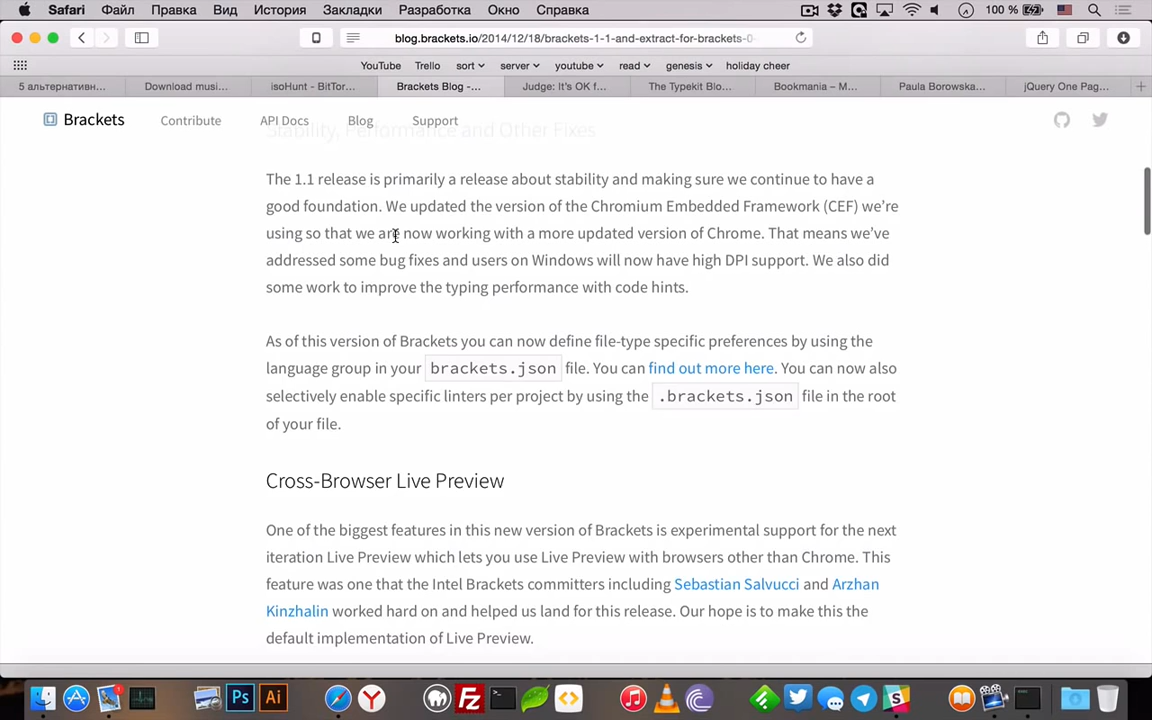 Safari Файл Правка Вид История Закладки Разработка Окно Справка 100 %
blog.brackets.io/2014/12/18/brackets-1-1-and-extract-for-brackets-0-
YouTube Trello sort server youtube read genesis holiday cheer
5 альтернативн... Download musi... isoHunt - BitTor... Brackets Blog -... Judge: It's OK f... The Typekit Blo... Bookmania – M... Paula Borowska... jQuery One Pag...
Brackets Contribute API Docs Blog Support
Stability, Performance and Other Fixes
The 1.1 release is primarily a release about stability and making sure we continue to have a
good foundation. We updated the version of the Chromium Embedded Framework (CEF) we're
using so that we are now working with a more updated version of Chrome. That means we've
addressed some bug fixes and users on Windows will now have high DPI support. We also did
some work to improve the typing performance with code hints.
As of this version of Brackets you can now define file-type specific preferences by using the
language group in your brackets.json file. You can find out more here. You can now also
selectively enable specific linters per project by using the .brackets.json file in the root
of your file.
Cross-Browser Live Preview
One of the biggest features in this new version of Brackets is experimental support for the next
iteration Live Preview which lets you use Live Preview with browsers other than Chrome. This
feature was one that the Intel Brackets committers including Sebastian Salvucci and Arzhan
Kinzhalin worked hard on and helped us land for this release. Our hope is to make this the
default implementation of Live Preview.
Ps Ai Fz